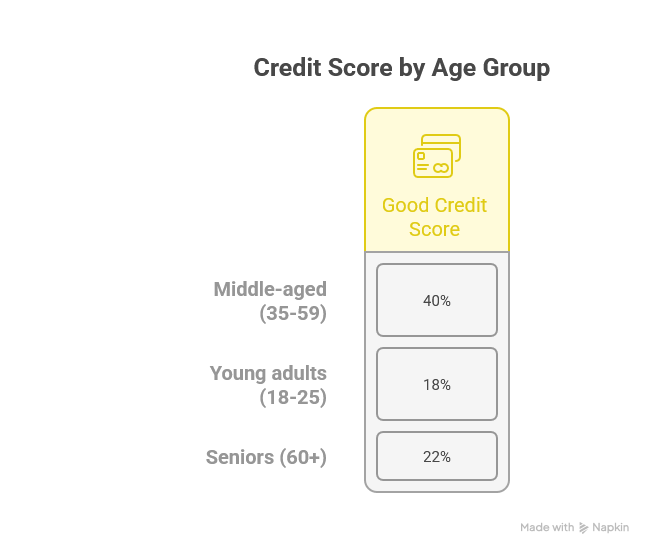 Credit Score by Age Group
Good Credit
Score
Middle-aged
(35-59)
40%
Young adults
(18-25)
18%
Seniors (60+)
22%
Made with Napkin